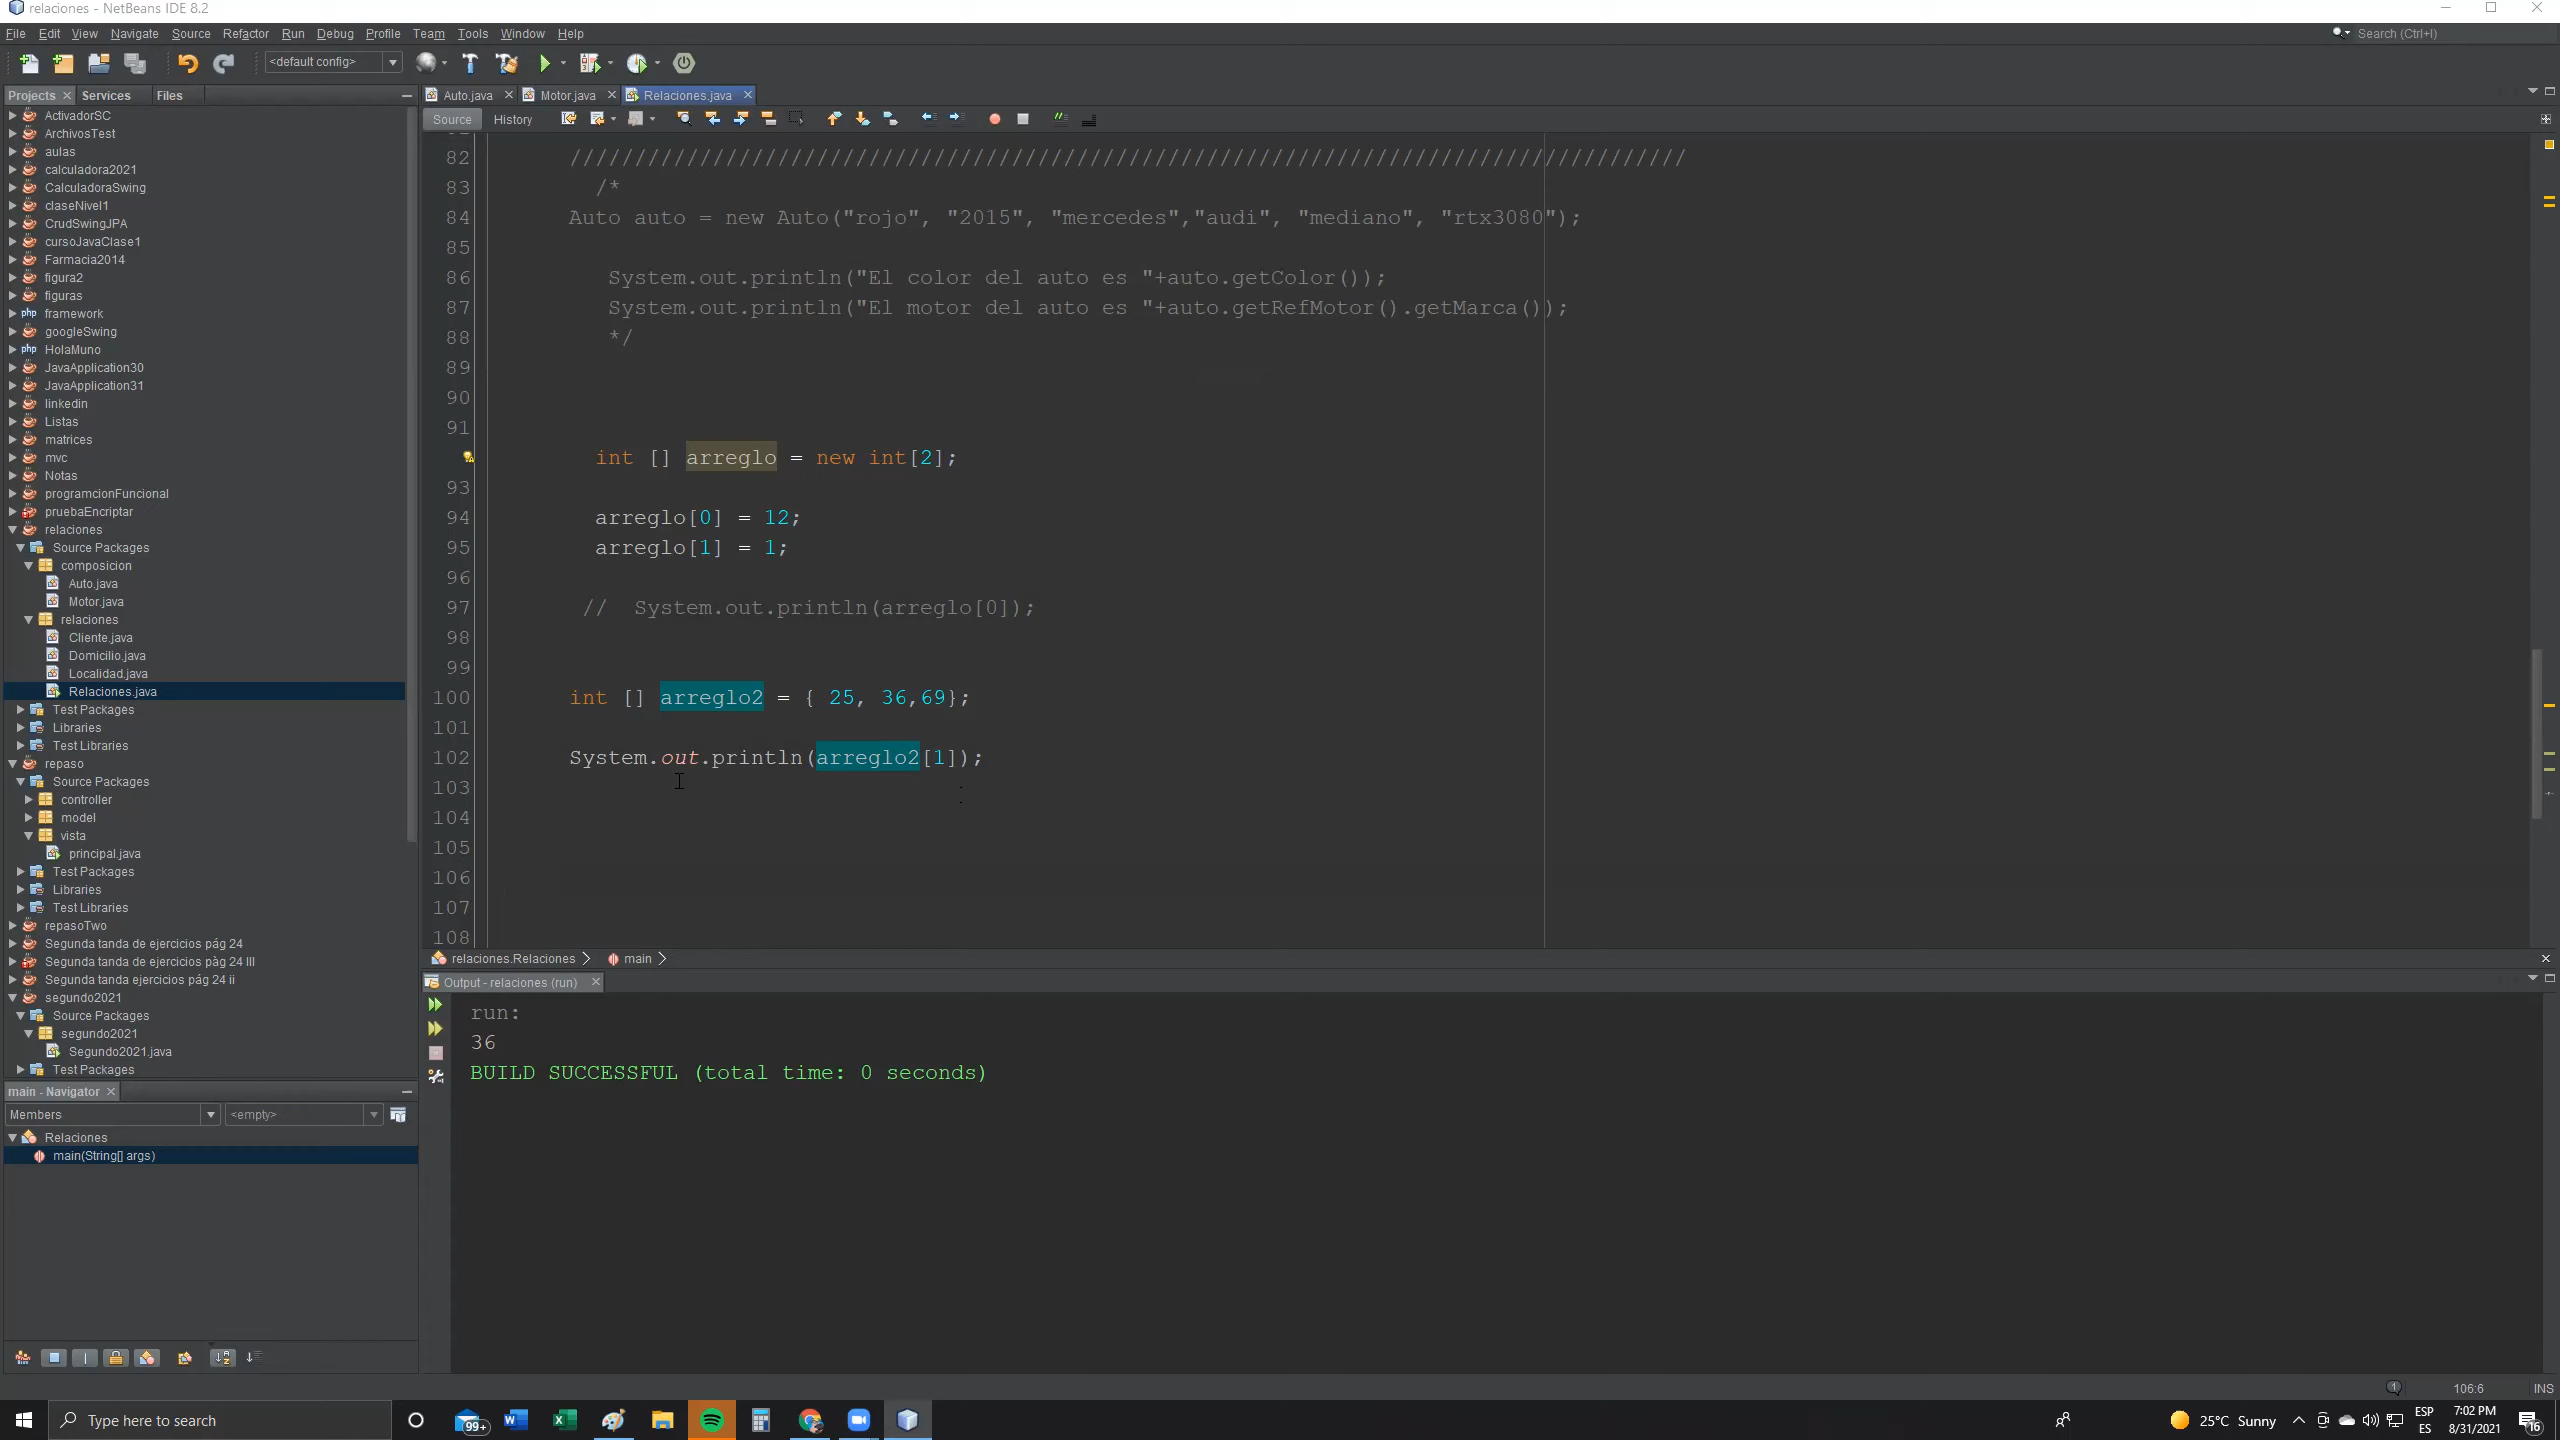 relaciones - NetBeans IDE 8.2
File Edit View Navigate Source Refactor Run Debug Profile Team Tools Window Help
Search (Ctrl+I)
<default config>
Projects Services Files
Auto.java Motor.java Relaciones.java
Source History
ActivadorSC
ArchivosTest
aulas
calculadora2021
CalculadoraSwing
claseNivel1
CrudSwingJPA
cursoJavaClase1
Farmacia2014
figura2
figuras
php framework
googleSwing
php HolaMuno
JavaApplication30
JavaApplication31
linkedin
Listas
matrices
mvc
Notas
programcionFuncional
pruebaEncriptar
relaciones
Source Packages
composicion
Auto.java
Motor.java
relaciones
Cliente.java
Domicilio.java
Localidad.java
Relaciones.java
Test Packages
Libraries
Test Libraries
repaso
Source Packages
controller
model
vista
principal.java
Test Packages
Libraries
Test Libraries
repasoTwo
Segunda tanda de ejercicios pág 24
Segunda tanda de ejercicios pàg 24 III
Segunda tanda de ejercicios pág 24 ii
segundo2021
Source Packages
segundo2021
Segundo2021.java
Test Packages
82 //////////////////////////////////////////////////////////////////////////////////////
83 /*
84 Auto auto = new Auto("rojo", "2015", "mercedes","audi", "mediano", "rtx3080");
85
86 System.out.println("El color del auto es "+auto.getColor());
87 System.out.println("El motor del auto es "+auto.getRefMotor().getMarca());
88 */
89
90
91
int [] arreglo = new int[2];
93
94 arreglo[0] = 12;
95 arreglo[1] = 1;
96
97 // System.out.println(arreglo[0]);
98
99
100 int [] arreglo2 = { 25, 36,69};
101
102 System.out.println(arreglo2[1]);
103
104
105
106
107
108
relaciones.Relaciones main
Output - relaciones (run)
run:
36
BUILD SUCCESSFUL (total time: 0 seconds)
main - Navigator
Members <empty>
Relaciones
main(String[] args)
1 106:6 INS
Type here to search
99+
25°C Sunny
ESP
ES
7:02 PM
8/31/2021
16